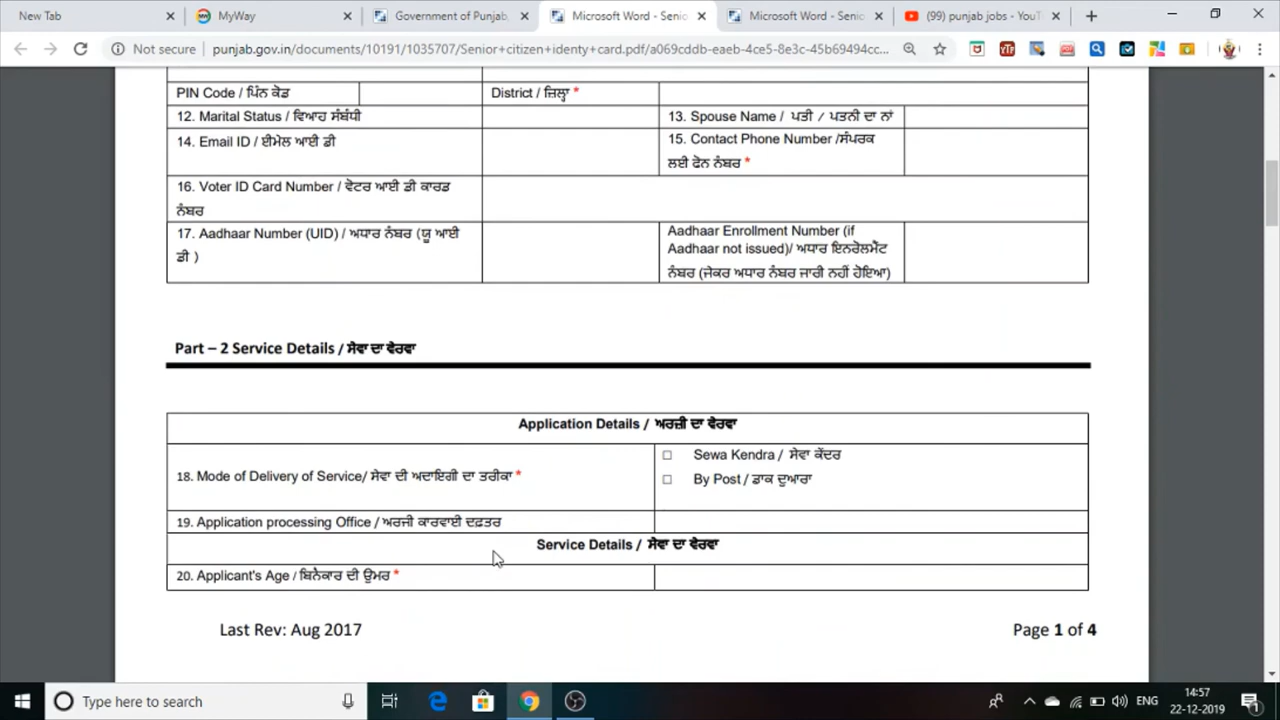 New Tab
MyWay
Government of Punjab,
Microsoft Word - Senio
Microsoft Word - Senio
(99) punjab jobs - YouT
Not secure punjab.gov.in/documents/10191/1035707/Senior+citizen+identy+card.pdf/a069cddb-eaeb-4ce5-8e3c-45b69494cc...
PIN Code / ਪਿੰਨ ਕੋਡ District / ਜ਼ਿਲ੍ਹਾ *
12. Marital Status / ਵਿਆਹ ਸੰਬੰਧੀ 13. Spouse Name / ਪਤੀ / ਪਤਨੀ ਦਾ ਨਾਂ
14. Email ID / ਈਮੇਲ ਆਈ ਡੀ 15. Contact Phone Number /ਸੰਪਰਕ
ਲਈ ਫੋਨ ਨੰਬਰ *
16. Voter ID Card Number / ਵੋਟਰ ਆਈ ਡੀ ਕਾਰਡ
ਨੰਬਰ
17. Aadhaar Number (UID) / ਅਧਾਰ ਨੰਬਰ (ਯੂ ਆਈ
ਡੀ )
Aadhaar Enrollment Number (if
Aadhaar not issued)/ ਅਧਾਰ ਇਨਰੋਲਮੈਂਟ
ਨੰਬਰ (ਜੇਕਰ ਅਧਾਰ ਨੰਬਰ ਜਾਰੀ ਨਹੀਂ ਹੋਇਆ)
Part – 2 Service Details / ਸੇਵਾ ਦਾ ਵੇਰਵਾ
Application Details / ਅਰਜ਼ੀ ਦਾ ਵੇਰਵਾ
18. Mode of Delivery of Service/ ਸੇਵਾ ਦੀ ਅਦਾਇਗੀ ਦਾ ਤਰੀਕਾ *
Sewa Kendra / ਸੇਵਾ ਕੇਂਦਰ
By Post / ਡਾਕ ਦੁਆਰਾ
19. Application processing Office / ਅਰਜੀ ਕਾਰਵਾਈ ਦਫ਼ਤਰ
Service Details / ਸੇਵਾ ਦਾ ਵੇਰਵਾ
20. Applicant's Age / ਬਿਨੈਕਾਰ ਦੀ ਉਮਰ *
Last Rev: Aug 2017 Page 1 of 4
Type here to search
ENG
14:57
22-12-2019